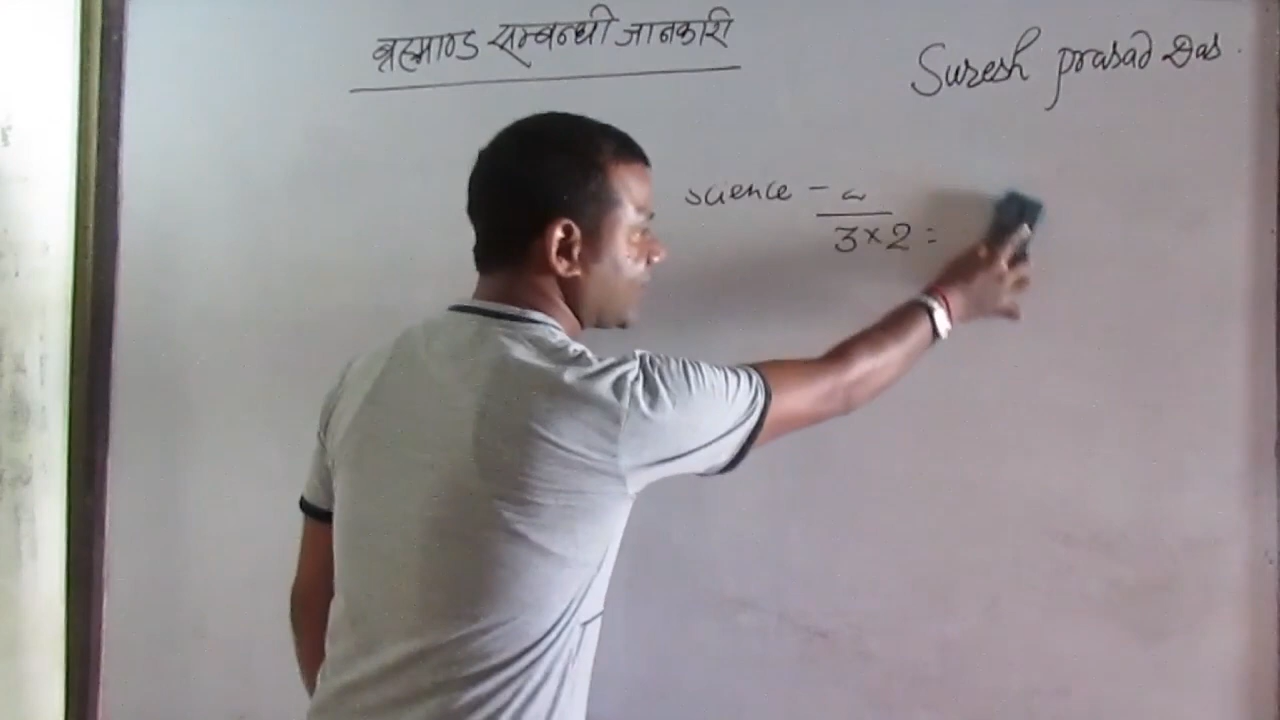 ब्रह्माण्ड सम्बन्धी जानकारी
Suresh prasad Das.
science -
3×2=